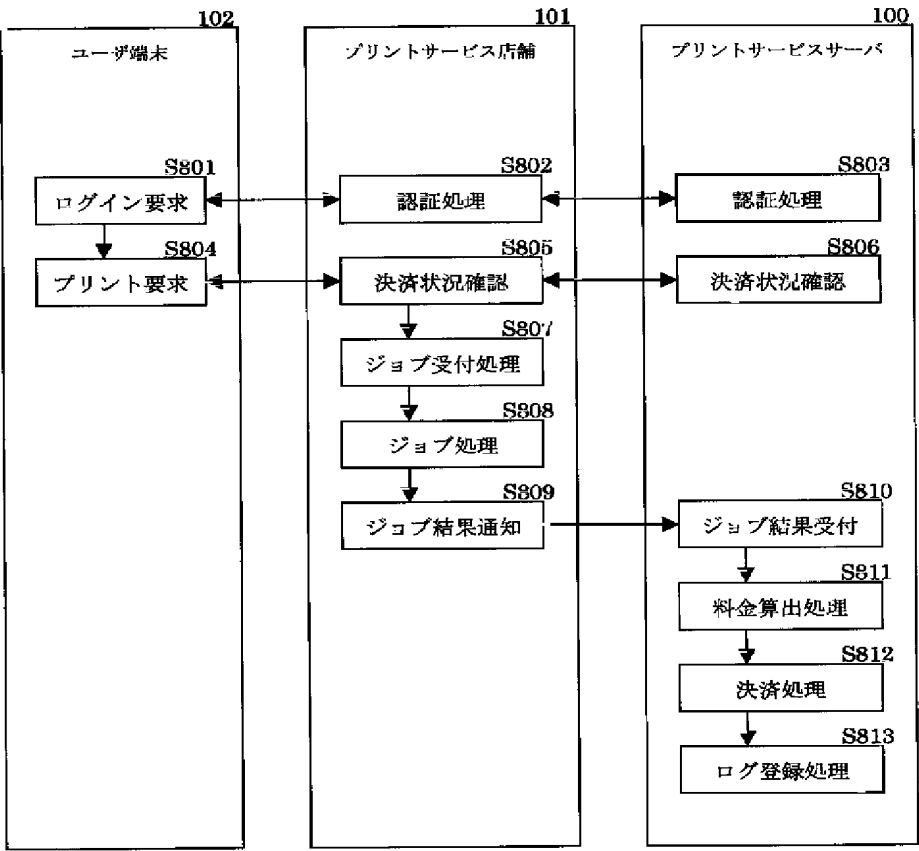 102
101
100
ユーザ端末
プリントサービス店舗
プリントサービスサーバ
S801
S802
S803
ログイン要求
認証処理
認証処理
S804
S805
S806
プリント要求
決済状況確認
決済状況確認
S807
ジョブ受付処理
S808
ジョブ処理
S809
S810
ジョブ結果通知
ジョブ結果受付
S811
料金算出処理
S812
決済処理
S813
ログ登録処理